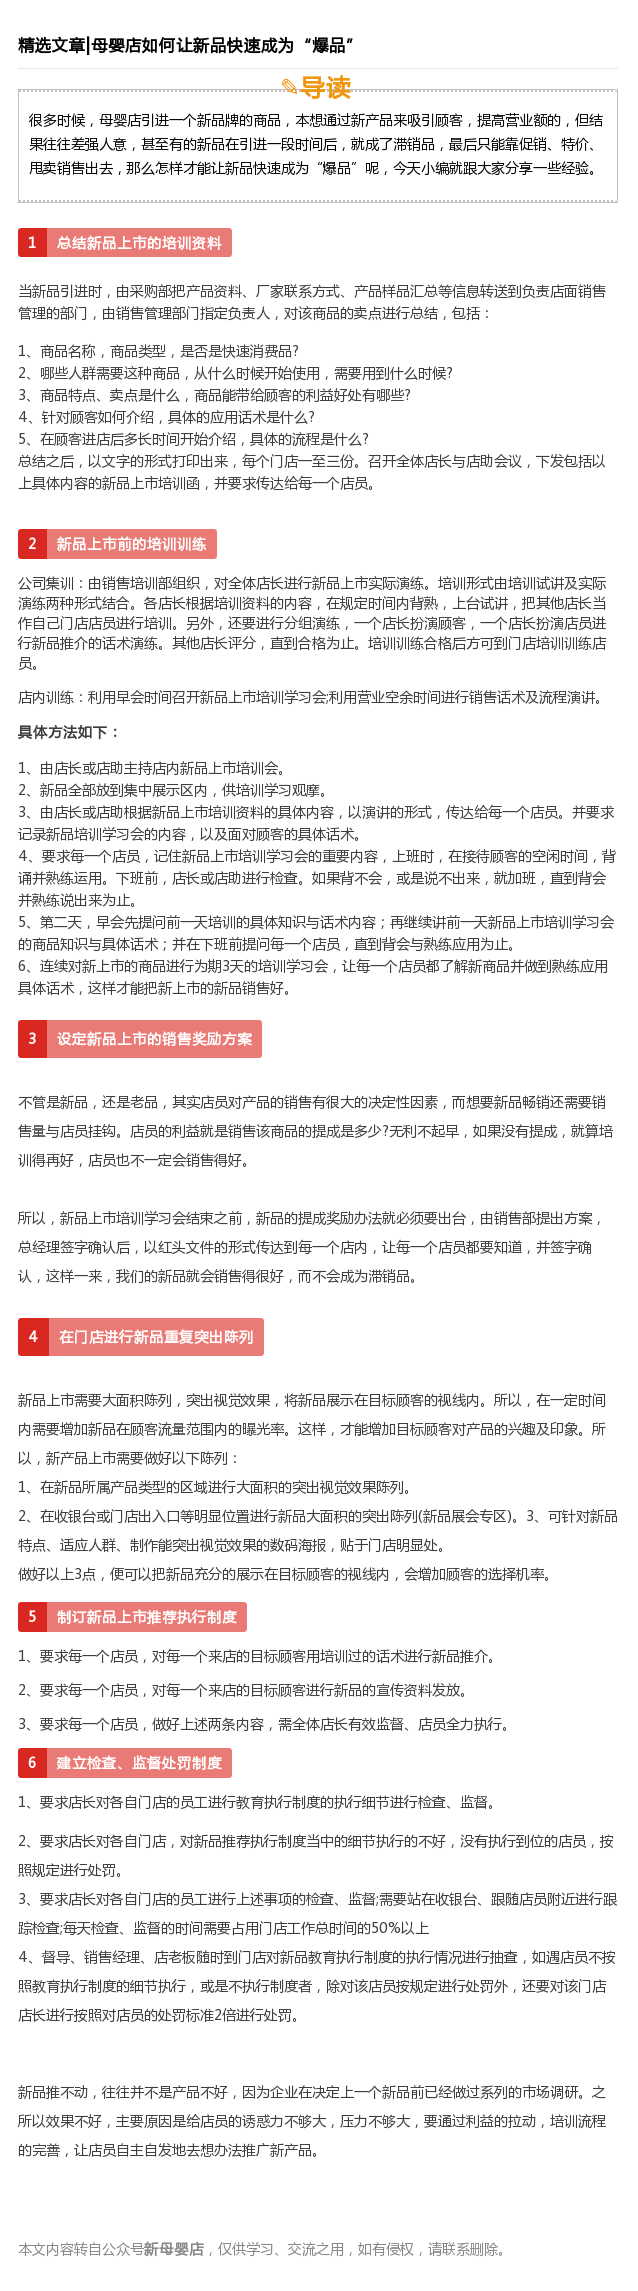 精选文章|母婴店如何让新品快速成为“爆品”
✎导读
很多时候，母婴店引进一个新品牌的商品，本想通过新产品来吸引顾客，提高营业额的，但结
果往往差强人意，甚至有的新品在引进一段时间后，就成了滞销品，最后只能靠促销、特价、
甩卖销售出去，那么怎样才能让新品快速成为“爆品”呢，今天小编就跟大家分享一些经验。
1 总结新品上市的培训资料
当新品引进时，由采购部把产品资料、厂家联系方式、产品样品汇总等信息转送到负责店面销售
管理的部门，由销售管理部门指定负责人，对该商品的卖点进行总结，包括：
1、商品名称，商品类型，是否是快速消费品?
2、哪些人群需要这种商品，从什么时候开始使用，需要用到什么时候?
3、商品特点、卖点是什么，商品能带给顾客的利益好处有哪些?
4、针对顾客如何介绍，具体的应用话术是什么?
5、在顾客进店后多长时间开始介绍，具体的流程是什么?
总结之后，以文字的形式打印出来，每个门店一至三份。召开全体店长与店助会议，下发包括以
上具体内容的新品上市培训函，并要求传达给每一个店员。
2 新品上市前的培训训练
公司集训：由销售培训部组织，对全体店长进行新品上市实际演练。培训形式由培训试讲及实际
演练两种形式结合。各店长根据培训资料的内容，在规定时间内背熟，上台试讲，把其他店长当
作自己门店店员进行培训。另外，还要进行分组演练，一个店长扮演顾客，一个店长扮演店员进
行新品推介的话术演练。其他店长评分，直到合格为止。培训训练合格后方可到门店培训训练店
员。
店内训练：利用早会时间召开新品上市培训学习会;利用营业空余时间进行销售话术及流程演讲。
具体方法如下：
1、由店长或店助主持店内新品上市培训会。
2、新品全部放到集中展示区内，供培训学习观摩。
3、由店长或店助根据新品上市培训资料的具体内容，以演讲的形式，传达给每一个店员。并要求
记录新品培训学习会的内容，以及面对顾客的具体话术。
4、要求每一个店员，记住新品上市培训学习会的重要内容，上班时，在接待顾客的空闲时间，背
诵并熟练运用。下班前，店长或店助进行检查。如果背不会，或是说不出来，就加班，直到背会
并熟练说出来为止。
5、第二天，早会先提问前一天培训的具体知识与话术内容；再继续讲前一天新品上市培训学习会
的商品知识与具体话术；并在下班前提问每一个店员，直到背会与熟练应用为止。
6、连续对新上市的商品进行为期3天的培训学习会，让每一个店员都了解新商品并做到熟练应用
具体话术，这样才能把新上市的新品销售好。
3 设定新品上市的销售奖励方案
不管是新品，还是老品，其实店员对产品的销售有很大的决定性因素，而想要新品畅销还需要销
售量与店员挂钩。店员的利益就是销售该商品的提成是多少?无利不起早，如果没有提成，就算培
训得再好，店员也不一定会销售得好。
所以，新品上市培训学习会结束之前，新品的提成奖励办法就必须要出台，由销售部提出方案，
总经理签字确认后，以红头文件的形式传达到每一个店内，让每一个店员都要知道，并签字确
认，这样一来，我们的新品就会销售得很好，而不会成为滞销品。
4 在门店进行新品重复突出陈列
新品上市需要大面积陈列，突出视觉效果，将新品展示在目标顾客的视线内。所以，在一定时间
内需要增加新品在顾客流量范围内的曝光率。这样，才能增加目标顾客对产品的兴趣及印象。所
以，新产品上市需要做好以下陈列：
1、在新品所属产品类型的区域进行大面积的突出视觉效果陈列。
2、在收银台或门店出入口等明显位置进行新品大面积的突出陈列(新品展会专区)。3、可针对新品
特点、适应人群、制作能突出视觉效果的数码海报，贴于门店明显处。
做好以上3点，便可以把新品充分的展示在目标顾客的视线内，会增加顾客的选择机率。
5 制订新品上市推荐执行制度
1、要求每一个店员，对每一个来店的目标顾客用培训过的话术进行新品推介。
2、要求每一个店员，对每一个来店的目标顾客进行新品的宣传资料发放。
3、要求每一个店员，做好上述两条内容，需全体店长有效监督、店员全力执行。
6 建立检查、监督处罚制度
1、要求店长对各自门店的员工进行教育执行制度的执行细节进行检查、监督。
2、要求店长对各自门店，对新品推荐执行制度当中的细节执行的不好，没有执行到位的店员，按
照规定进行处罚。
3、要求店长对各自门店的员工进行上述事项的检查、监督;需要站在收银台、跟随店员附近进行跟
踪检查;每天检查、监督的时间需要占用门店工作总时间的50%以上
4、督导、销售经理、店老板随时到门店对新品教育执行制度的执行情况进行抽查，如遇店员不按
照教育执行制度的细节执行，或是不执行制度者，除对该店员按规定进行处罚外，还要对该门店
店长进行按照对店员的处罚标准2倍进行处罚。
新品推不动，往往并不是产品不好，因为企业在决定上一个新品前已经做过系列的市场调研。之
所以效果不好，主要原因是给店员的诱惑力不够大，压力不够大，要通过利益的拉动，培训流程
的完善，让店员自主自发地去想办法推广新产品。
本文内容转自公众号新母婴店，仅供学习、交流之用，如有侵权，请联系删除。